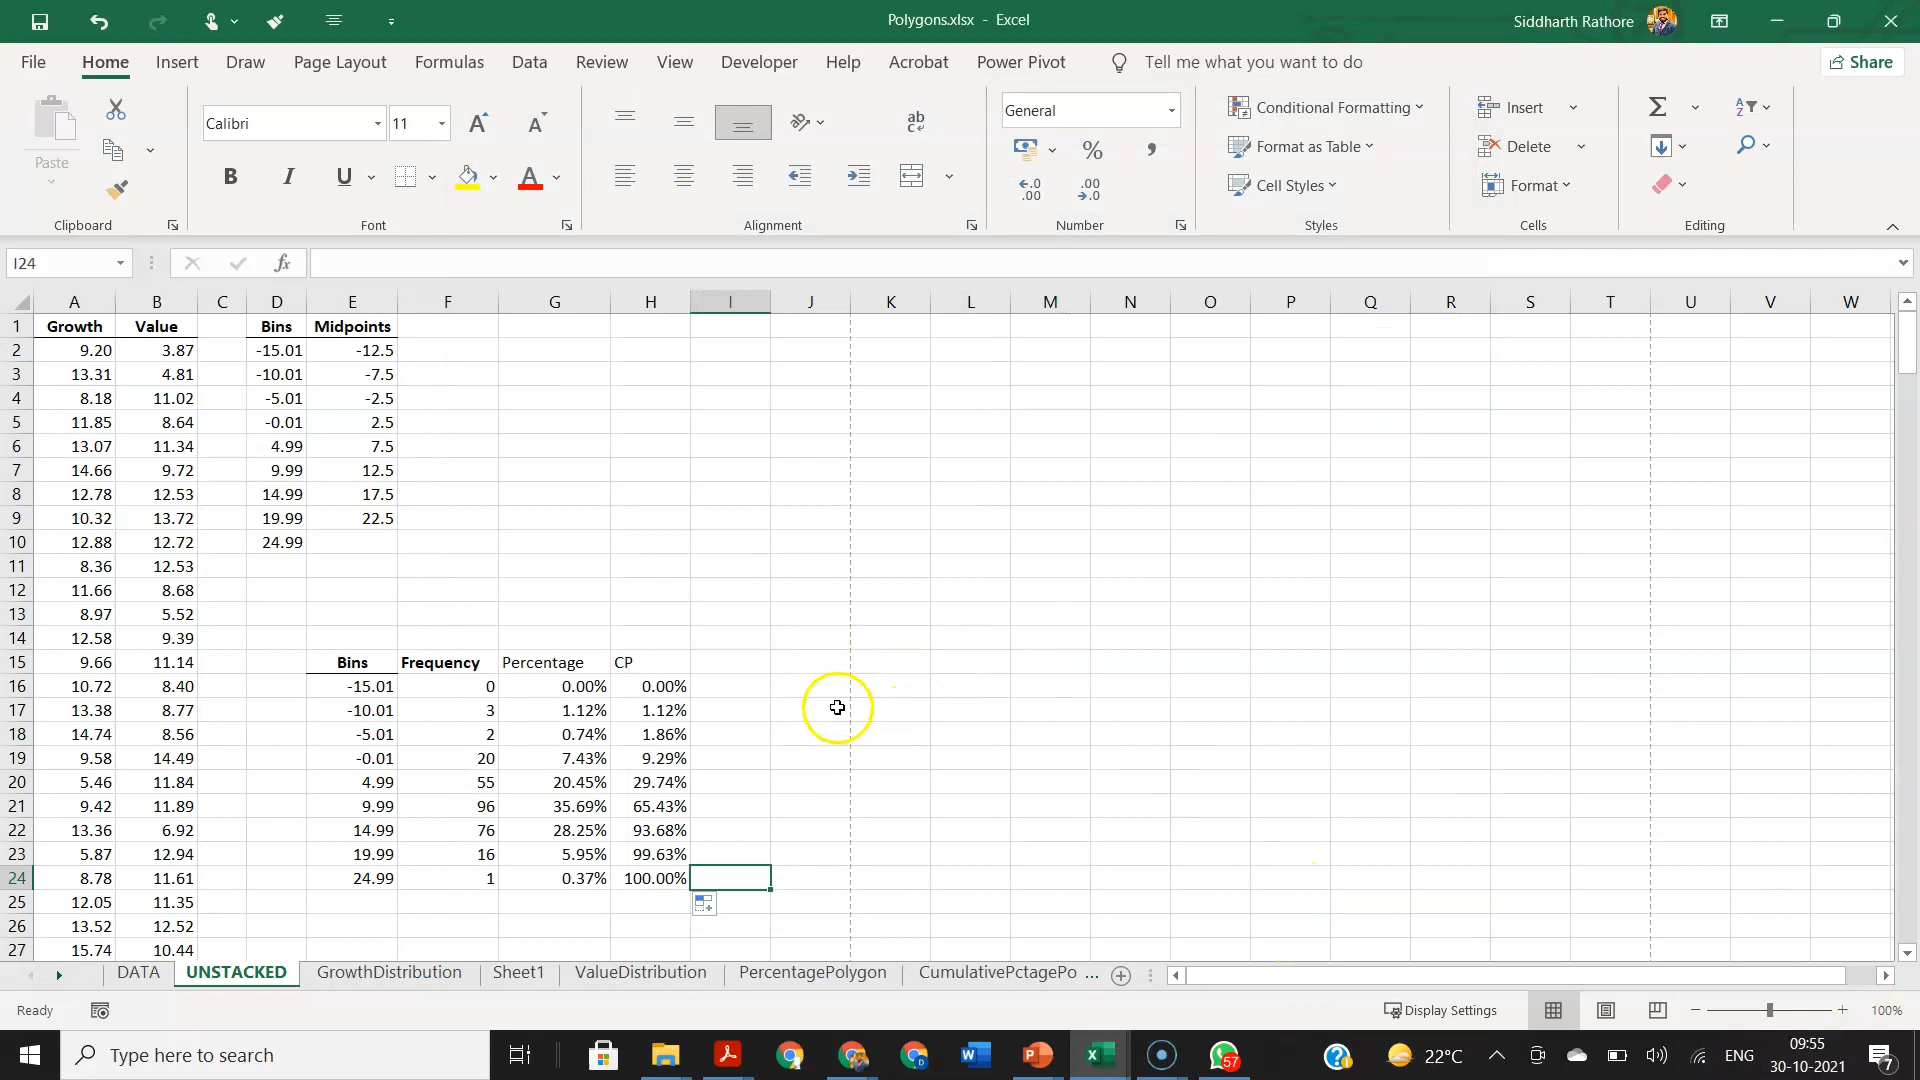 Polygons.xlsx - Excel
Siddharth Rathore
File Home Insert Draw Page Layout Formulas Data Review View Developer Help Acrobat Power Pivot Tell me what you want to do Share
Paste
Calibri 11
General
Conditional Formatting
Format as Table
Cell Styles
Insert
Delete
Format
Clipboard Font Alignment Number Styles Cells Editing
I24 fx
A B C D E F G H I J K L M N O P Q R S T U V W
1 Growth Value Bins Midpoints
2 9.20 3.87 -15.01 -12.5
3 13.31 4.81 -10.01 -7.5
4 8.18 11.02 -5.01 -2.5
5 11.85 8.64 -0.01 2.5
6 13.07 11.34 4.99 7.5
7 14.66 9.72 9.99 12.5
8 12.78 12.53 14.99 17.5
9 10.32 13.72 19.99 22.5
10 12.88 12.72 24.99
11 8.36 12.53
12 11.66 8.68
13 8.97 5.52
14 12.58 9.39
15 9.66 11.14 Bins Frequency Percentage CP
16 10.72 8.40 -15.01 0 0.00% 0.00%
17 13.38 8.77 -10.01 3 1.12% 1.12%
18 14.74 8.56 -5.01 2 0.74% 1.86%
19 9.58 14.49 -0.01 20 7.43% 9.29%
20 5.46 11.84 4.99 55 20.45% 29.74%
21 9.42 11.89 9.99 96 35.69% 65.43%
22 13.36 6.92 14.99 76 28.25% 93.68%
23 5.87 12.94 19.99 16 5.95% 99.63%
24 8.78 11.61 24.99 1 0.37% 100.00%
25 12.05 11.35
26 13.52 12.52
27 15.74 10.44
DATA UNSTACKED GrowthDistribution Sheet1 ValueDistribution PercentagePolygon CumulativePctagePo ...
Ready Display Settings 100%
Type here to search 57 22°C ENG 09:55
30-10-2021 7